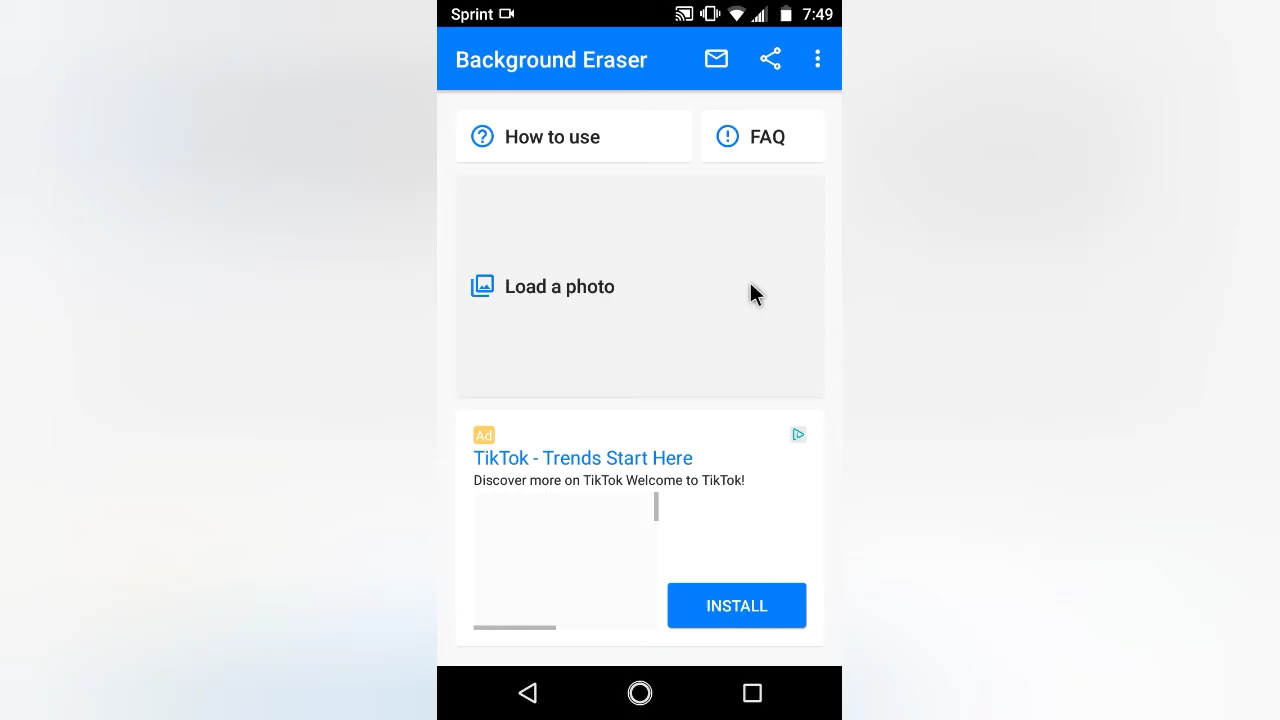 Sprint 7:49
Background Eraser
How to use FAQ
Load a photo
Ad
TikTok - Trends Start Here
Discover more on TikTok Welcome to TikTok!
INSTALL